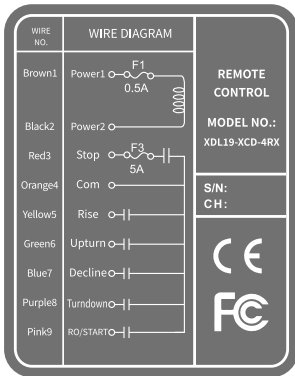 WIRE NO. WIRE DIAGRAM
Brown1 Power1 F1
0.5A
Black2 Power2
Red3 Stop F3
5A
Orange4 Com
Yellow5 Rise
Green6 Upturn
Blue7 Decline
Purple8 Turndown
Pink9 RO/START
REMOTE
CONTROL
MODEL NO.:
XDL19-XCD-4RX
S/N:
CH:
CE
FC